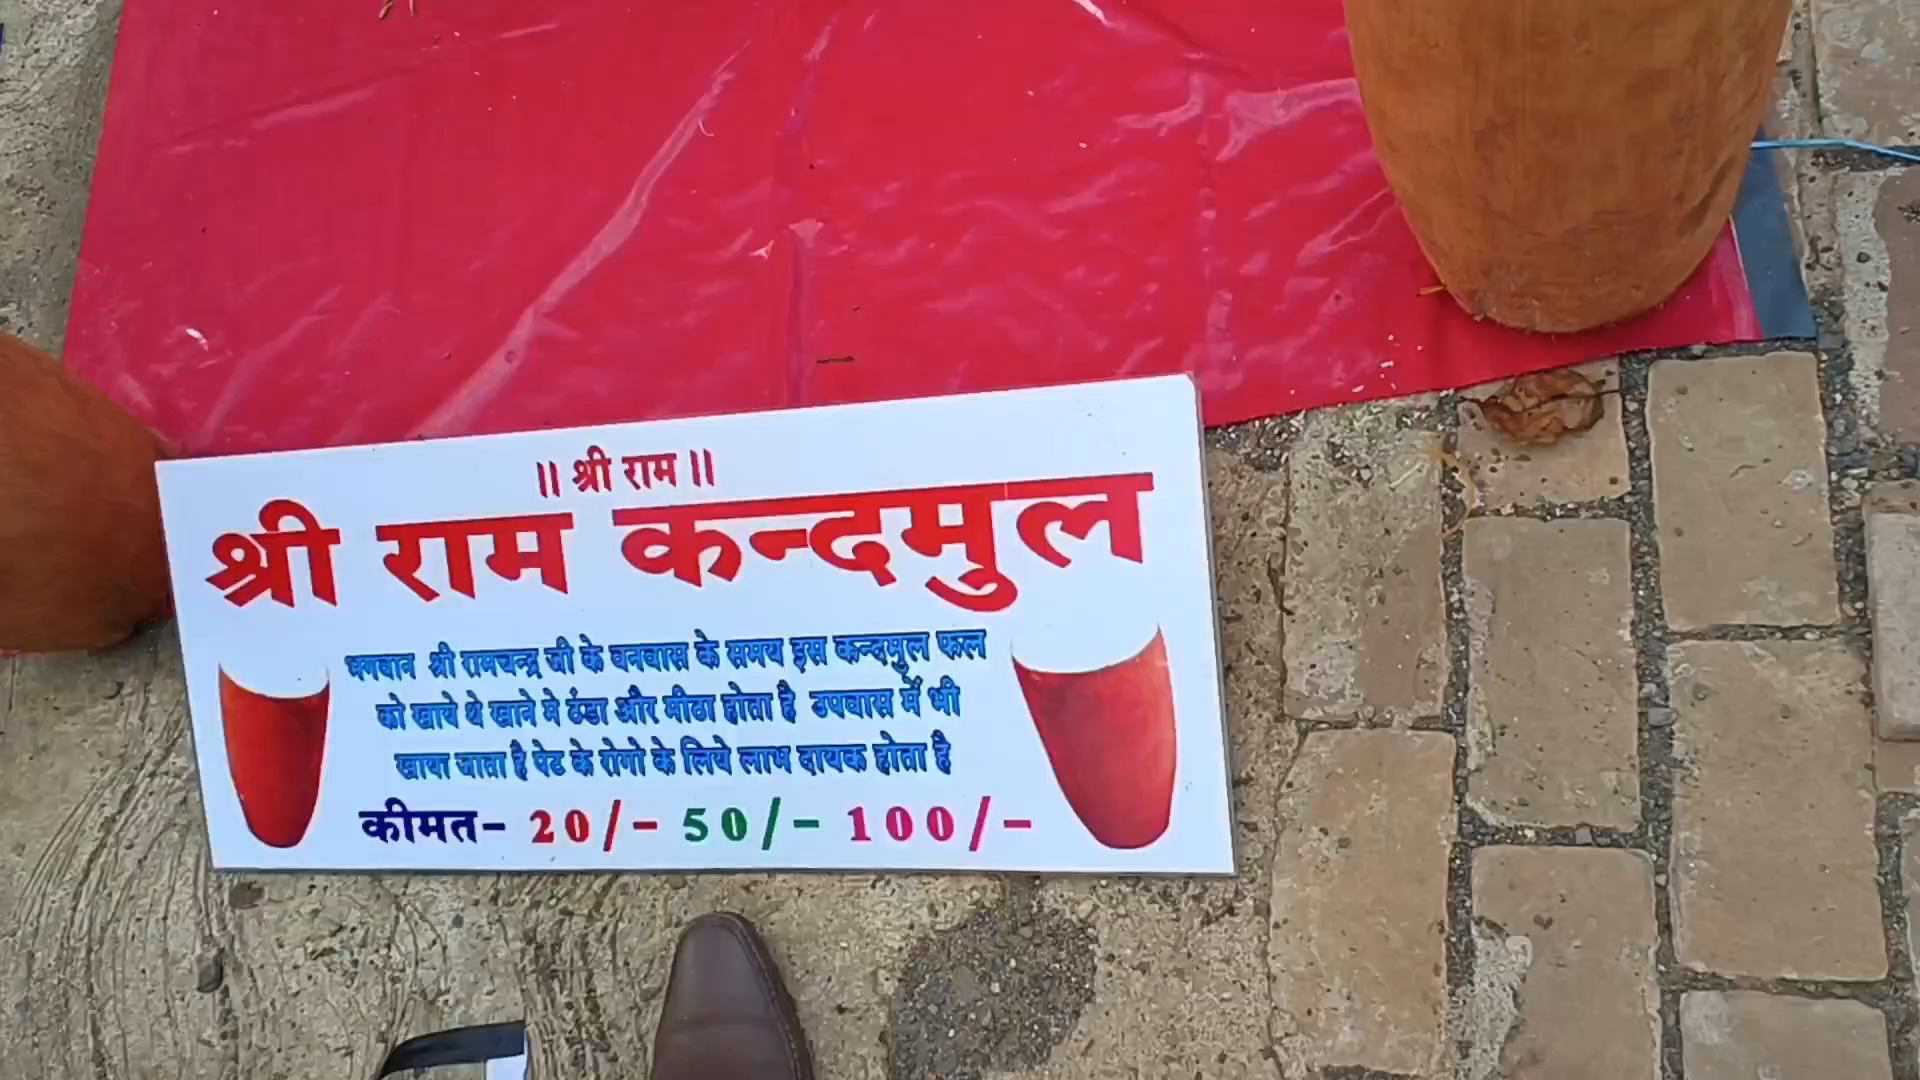 ॥ श्री राम ॥
श्री राम कन्दमुल
भगवान श्री रामचन्द्र जी के वनवास के समय इस कन्दमुल फल
को खाये थे खाने मे ठंडा और मीठा होता है उपवास में भी
खाया जाता है पेट के रोगो के लिये लाभ दायक होता है
कीमत- 20/- 50/- 100/-